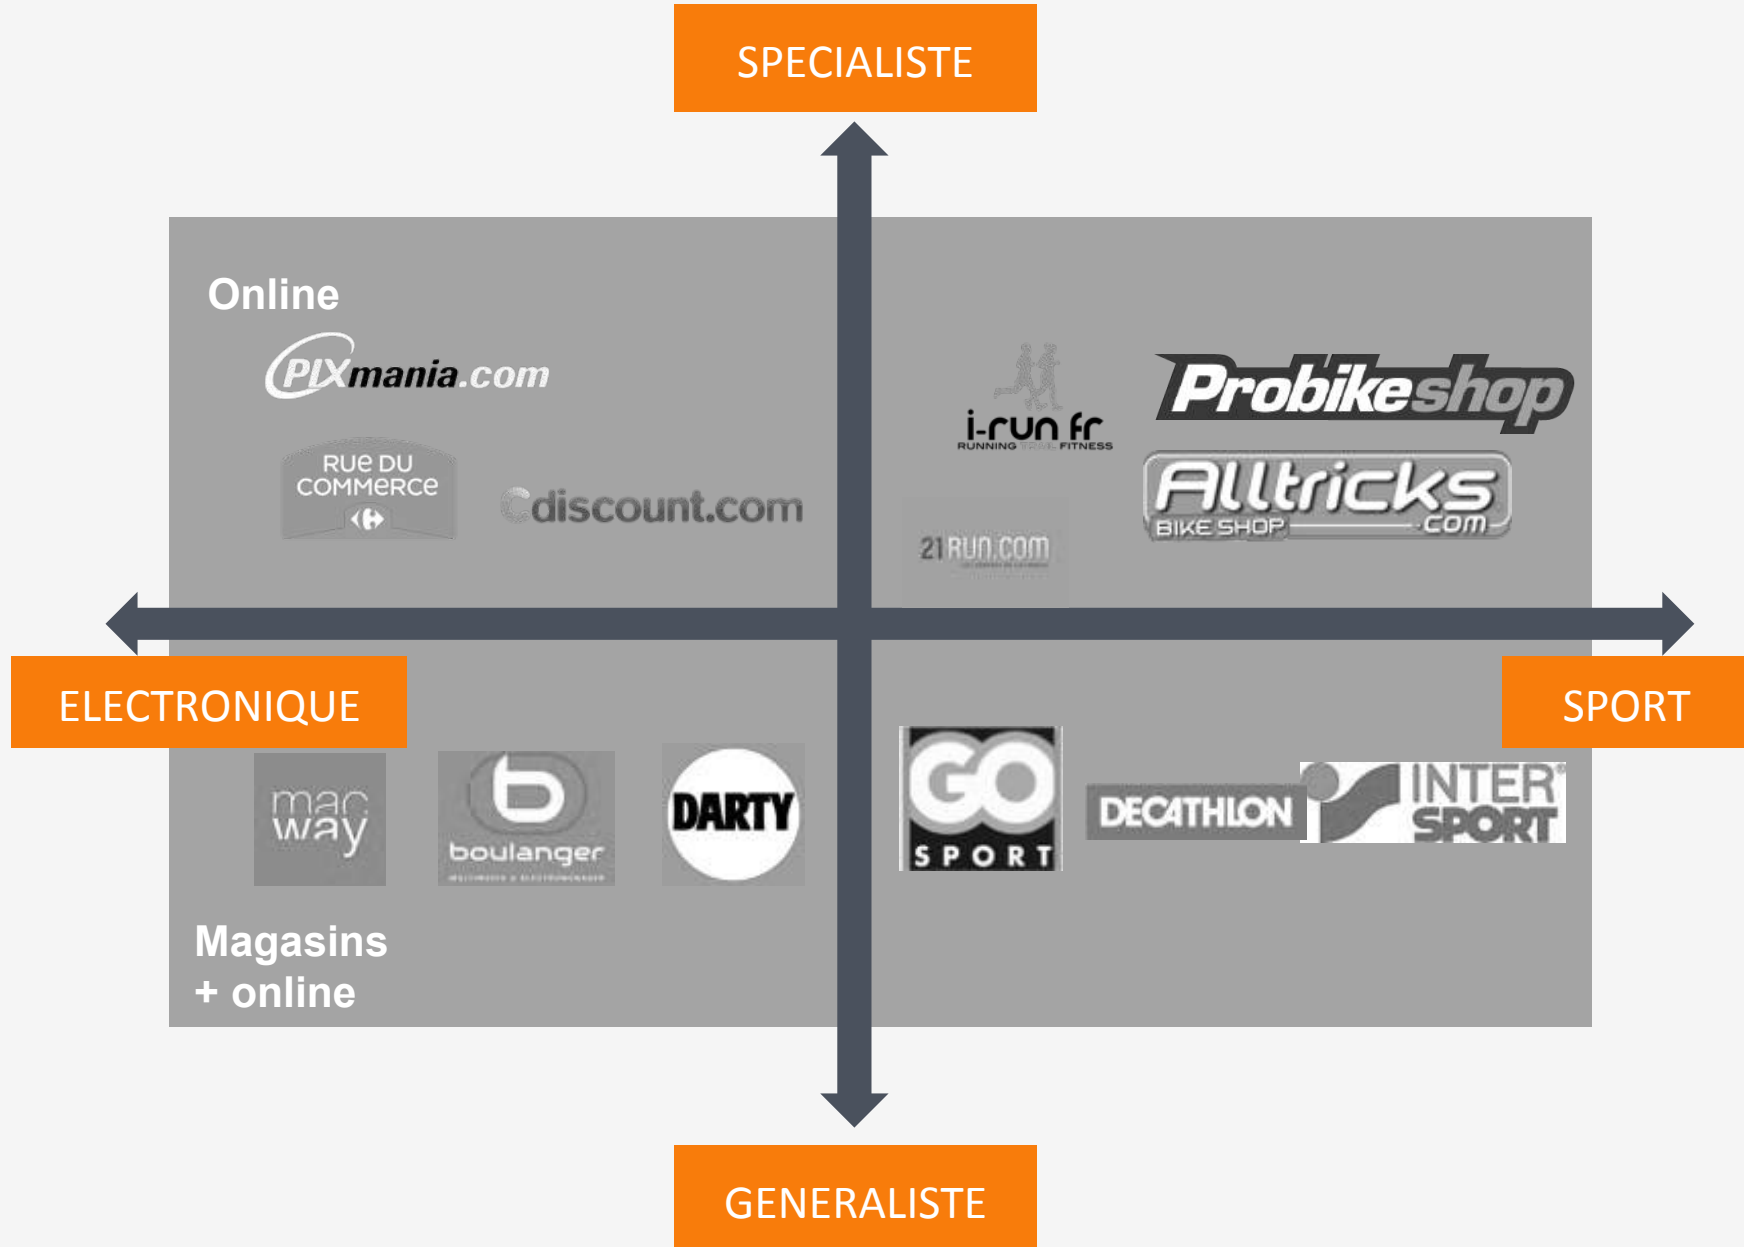 SPECIALISTE
Online
PIXmania.com
i-run fr
RUNNING TRAIL FITNESS
Probikeshop
RUE DU
COMMERCE
Cdiscount.com
Alltricks
BIKE SHOP .com
21RUN.COM
ELECTRONIQUE
SPORT
mac
way
boulanger
DARTY
GO
SPORT
DECATHLON
INTER
SPORT
Magasins
+ online
GENERALISTE